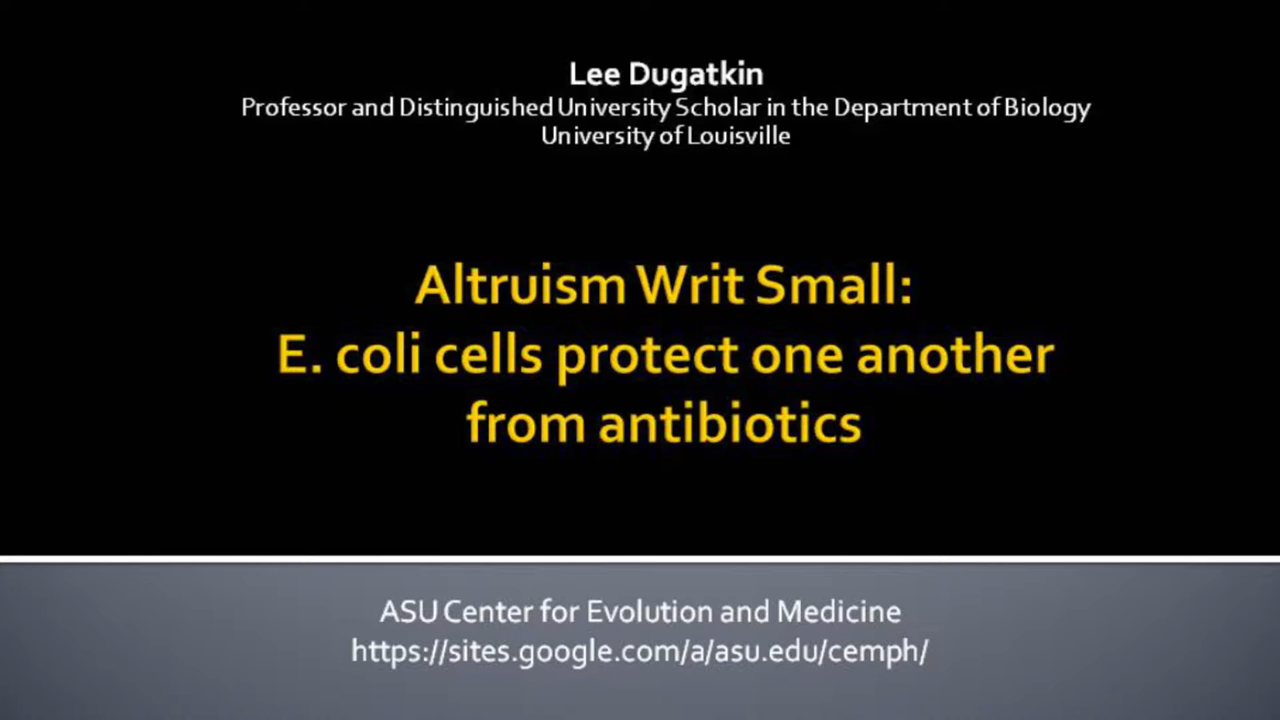 Lee Dugatkin
Professor and Distinguished University Scholar in the Department of Biology
University of Louisville
Altruism Writ Small:
E. coli cells protect one another
from antibiotics
ASU Center for Evolution and Medicine
https://sites.google.com/a/asu.edu/cemph/